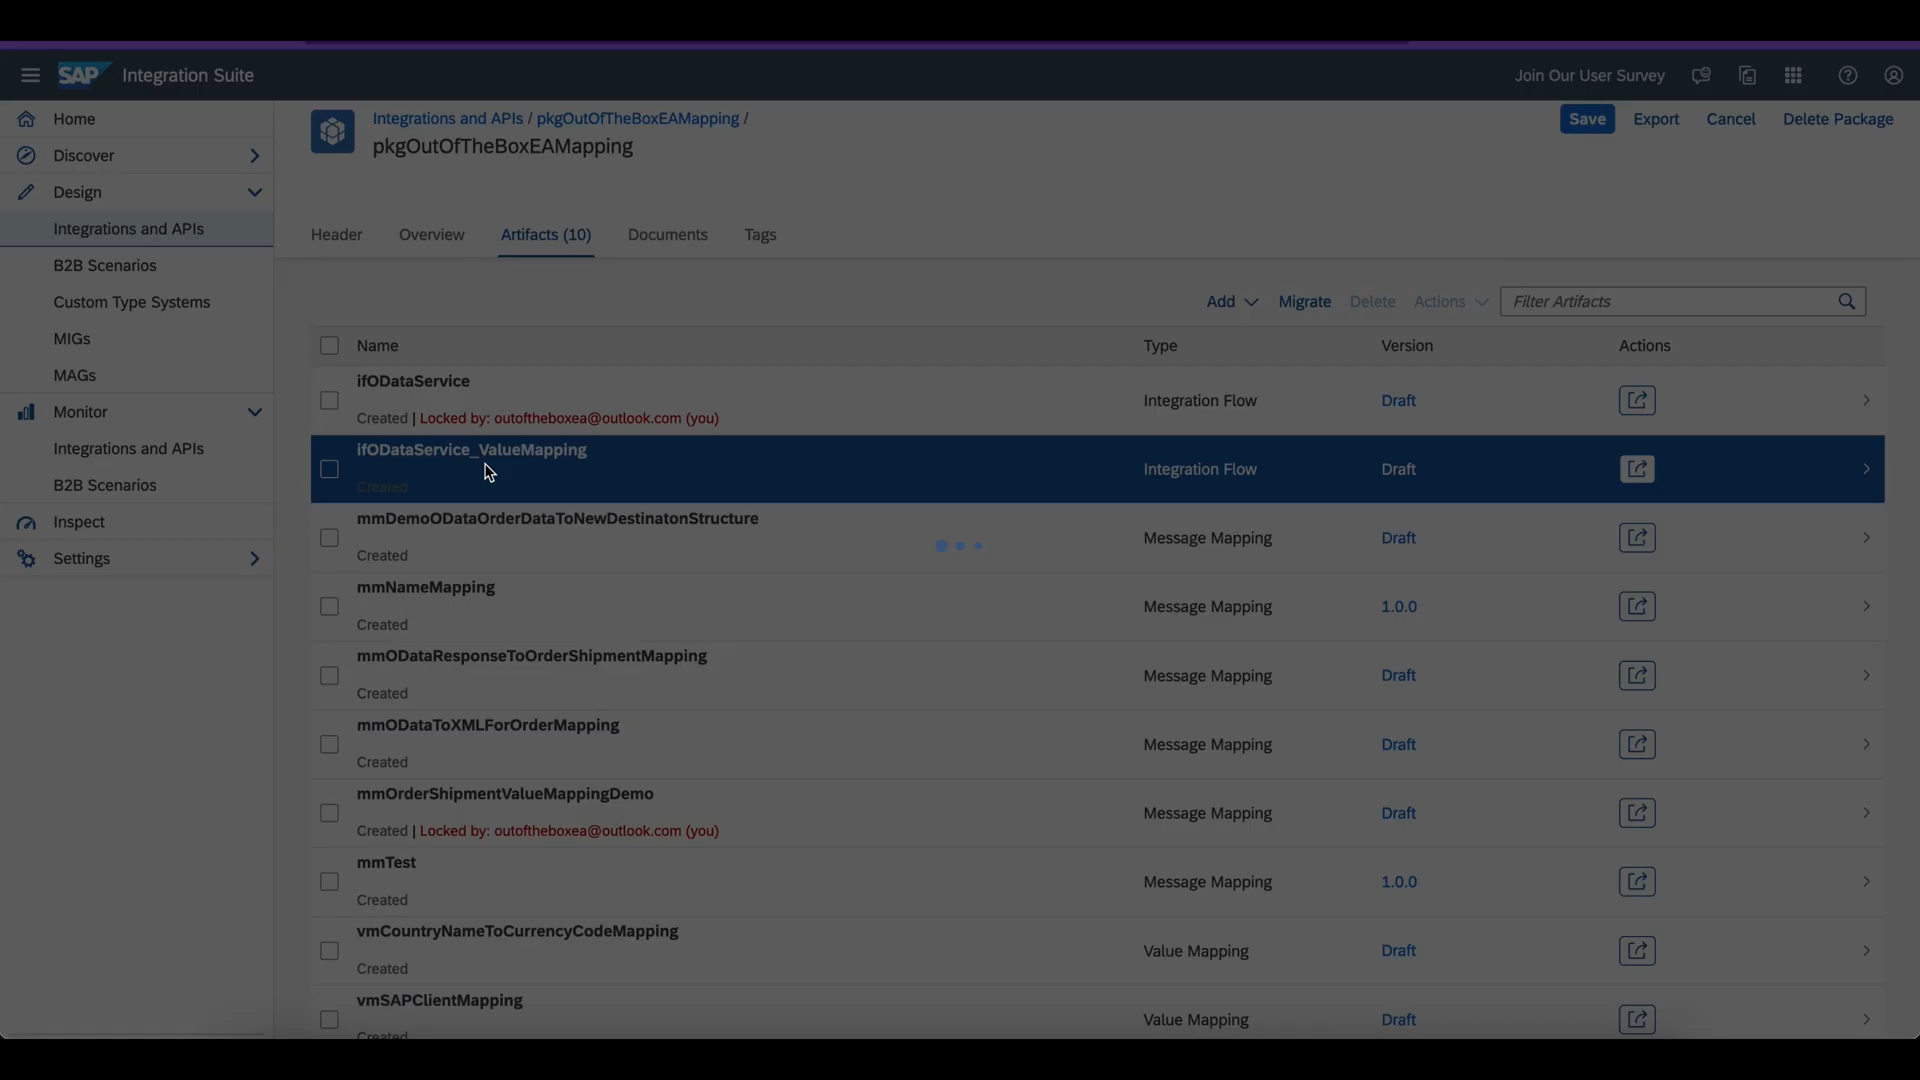 SAP Integration Suite
Join Our User Survey
Home
Discover
Design
Integrations and APIs
B2B Scenarios
Custom Type Systems
MIGs
MAGs
Monitor
Integrations and APIs
B2B Scenarios
Inspect
Settings
Integrations and APIs / pkgOutOfTheBoxEAMapping /
pkgOutOfTheBoxEAMapping
Save Export Cancel Delete Package
Header Overview Artifacts (10) Documents Tags
Add Migrate Delete Actions Filter Artifacts
Name Type Version Actions
ifODataService
Created | Locked by: outoftheboxea@outlook.com (you)
Integration Flow Draft
ifODataService_ValueMapping
Created
Integration Flow Draft
mmDemoODataOrderDataToNewDestinatonStructure
Created
Message Mapping Draft
mmNameMapping
Created
Message Mapping 1.0.0
mmODataResponseToOrderShipmentMapping
Created
Message Mapping Draft
mmODataToXMLForOrderMapping
Created
Message Mapping Draft
mmOrderShipmentValueMappingDemo
Created | Locked by: outoftheboxea@outlook.com (you)
Message Mapping Draft
mmTest
Created
Message Mapping 1.0.0
vmCountryNameToCurrencyCodeMapping
Created
Value Mapping Draft
vmSAPClientMapping
Created
Value Mapping Draft